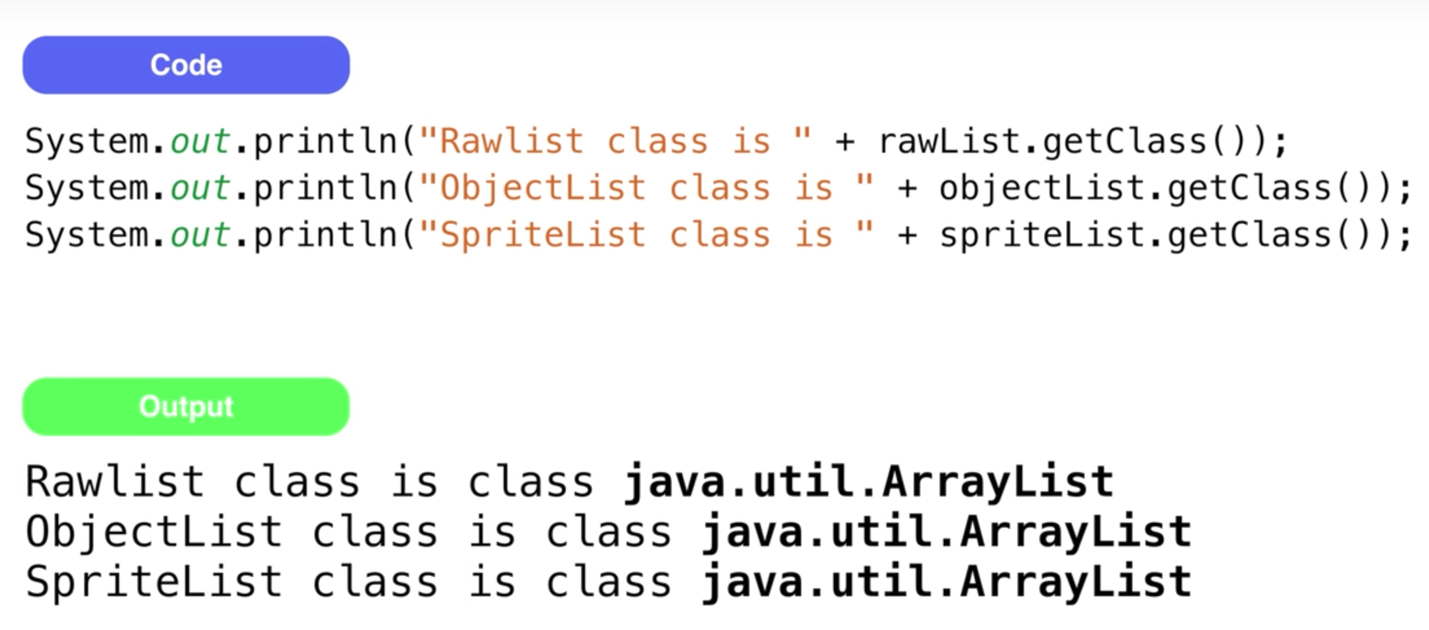 Code
System.out.println("Rawlist class is " + rawList.getClass());
System.out.println("ObjectList class is " + objectList.getClass());
System.out.println("SpriteList class is " + spriteList.getClass());
Output
Rawlist class is class java.util.ArrayList
ObjectList class is class java.util.ArrayList
SpriteList class is class java.util.ArrayList